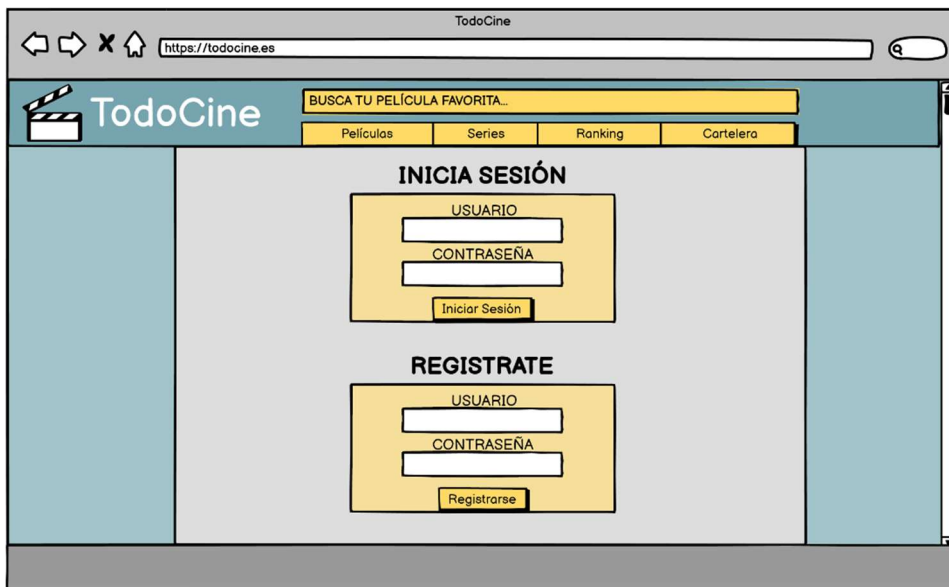 TodoCine
https://todocine.es
TodoCine
BUSCA TU PELÍCULA FAVORITA...
Películas Series Ranking Cartelera
INICIA SESIÓN
USUARIO
CONTRASEÑA
Iniciar Sesión
REGISTRATE
USUARIO
CONTRASEÑA
Registrarse